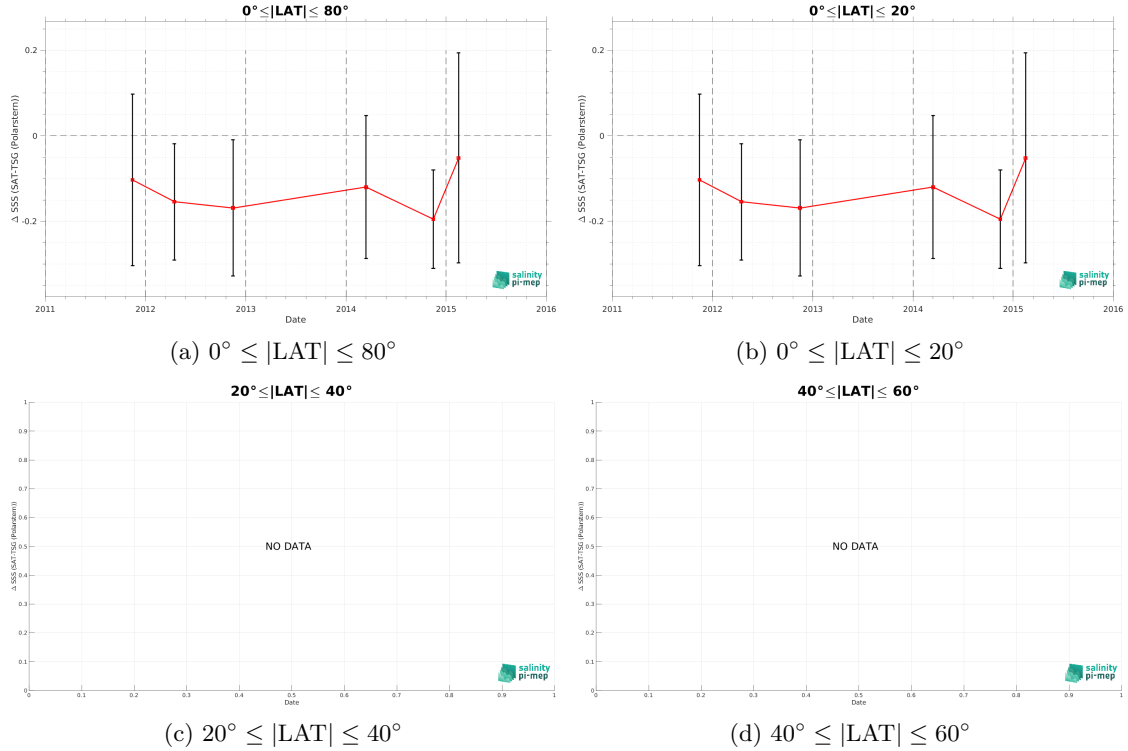 0°≤|LAT|≤ 80°
0.2
0
-0.2
Δ SSS (SAT-TSG (Polarstern))
salinity
pi-mep
2011 2012 2013 2014 2015 2016
Date
(a) 0° ≤ |LAT| ≤ 80°
0°≤|LAT|≤ 20°
0.2
0
-0.2
Δ SSS (SAT-TSG (Polarstern))
salinity
pi-mep
2011 2012 2013 2014 2015 2016
Date
(b) 0° ≤ |LAT| ≤ 20°
20°≤|LAT|≤ 40°
1
0.9
0.8
0.7
0.6
0.5
0.4
0.3
0.2
0.1
0
Δ SSS (SAT-TSG (Polarstern))
NO DATA
salinity
pi-mep
0 0.1 0.2 0.3 0.4 0.5 0.6 0.7 0.8 0.9 1
Date
(c) 20° ≤ |LAT| ≤ 40°
40°≤|LAT|≤ 60°
1
0.9
0.8
0.7
0.6
0.5
0.4
0.3
0.2
0.1
0
Δ SSS (SAT-TSG (Polarstern))
NO DATA
salinity
pi-mep
0 0.1 0.2 0.3 0.4 0.5 0.6 0.7 0.8 0.9 1
Date
(d) 40° ≤ |LAT| ≤ 60°